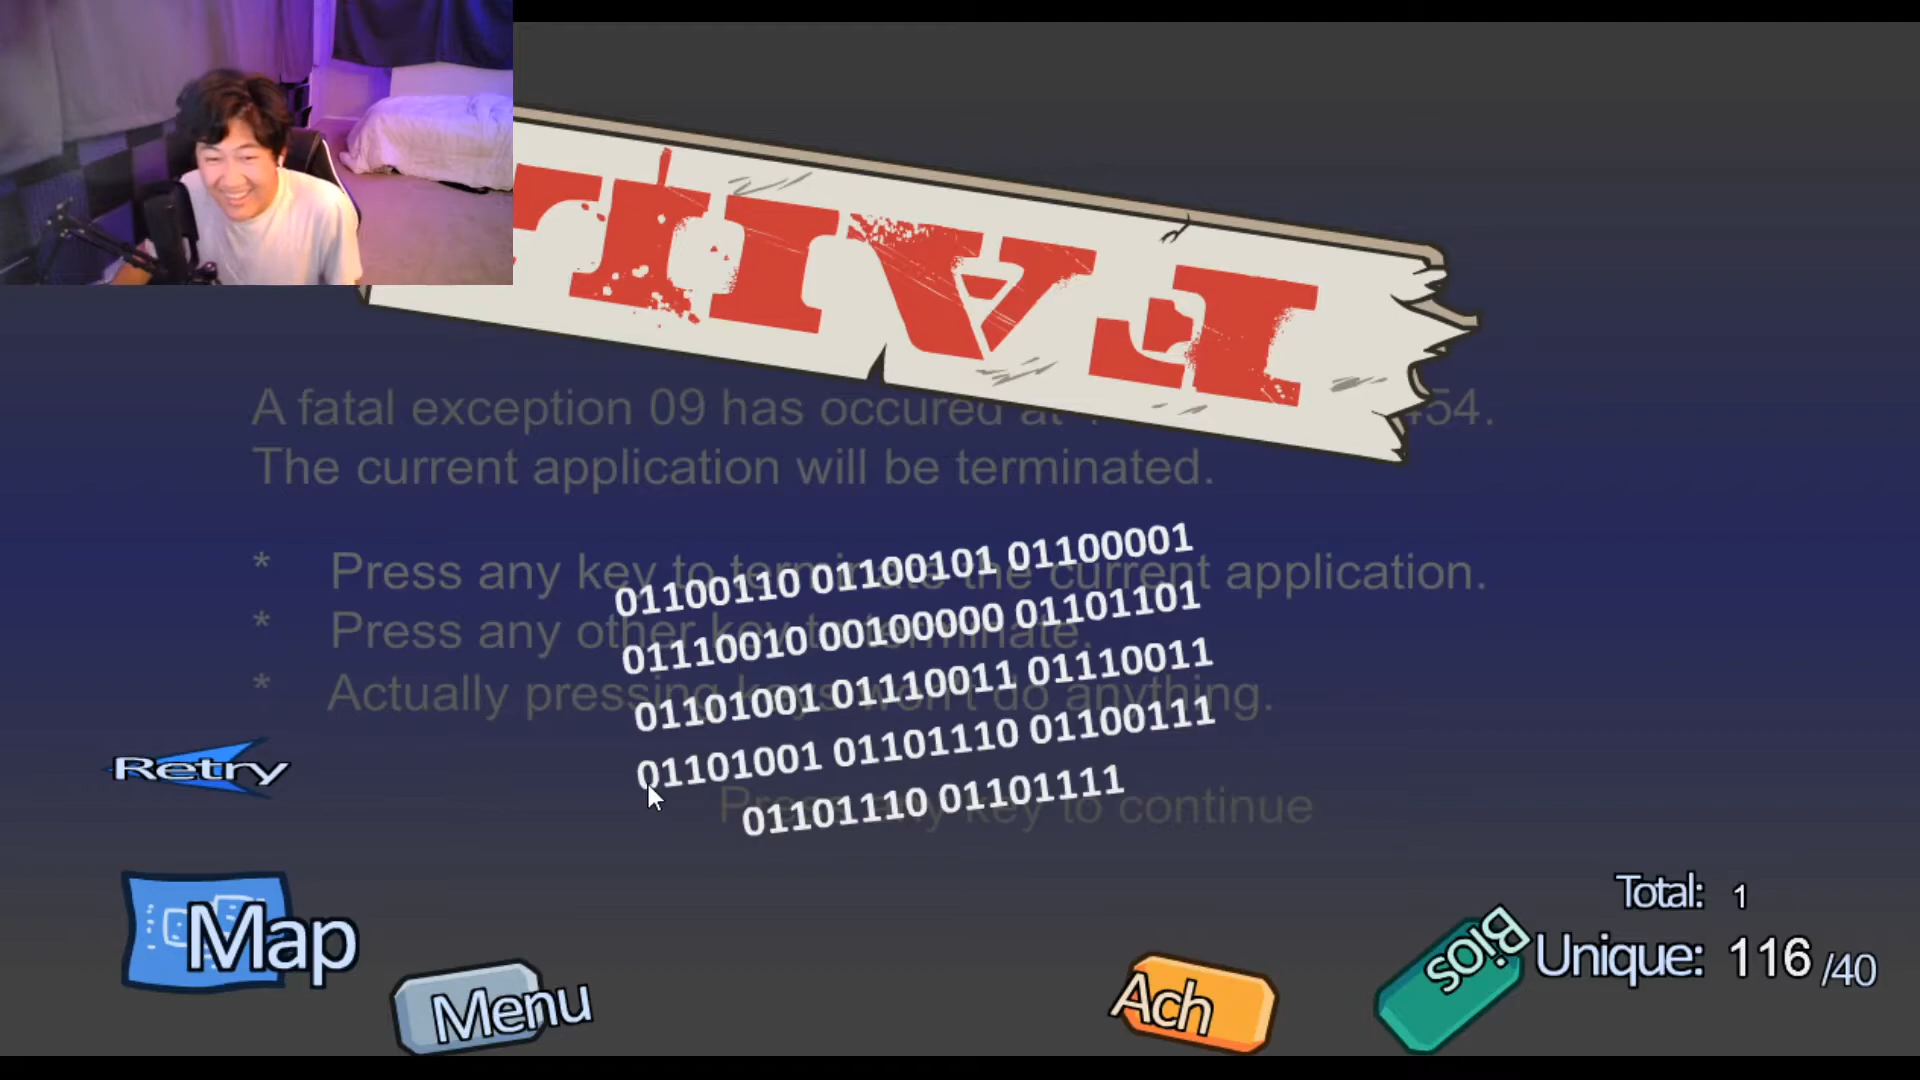 FAIL!
A fatal exception 09 has occured at 454.
The current application will be terminated.
* Press any key to terminate the current application.
* Press any other key to terminate.
* Actually pressing keys won't do anything.
Press any key to continue
01100110 01100101 01100001
01110010 00100000 01101101
01101001 01110011 01110011
01101001 01101110 01100111
01101110 01101111
Retry
Map
Menu
Ach
Bios
Total: 1
Unique: 116 /40